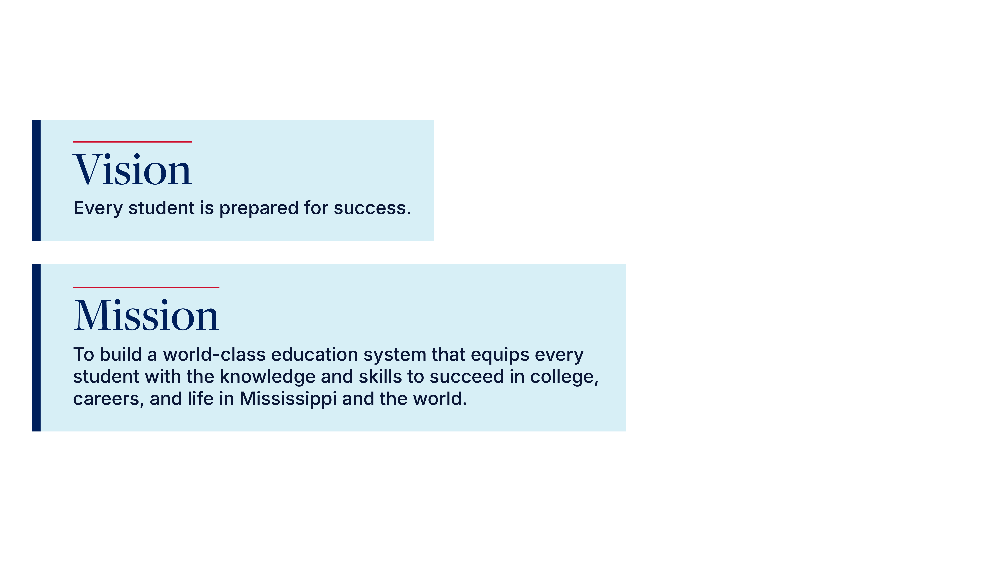 Vision
Every student is prepared for success.
Mission
To build a world-class education system that equips every
student with the knowledge and skills to succeed in college,
careers, and life in Mississippi and the world.